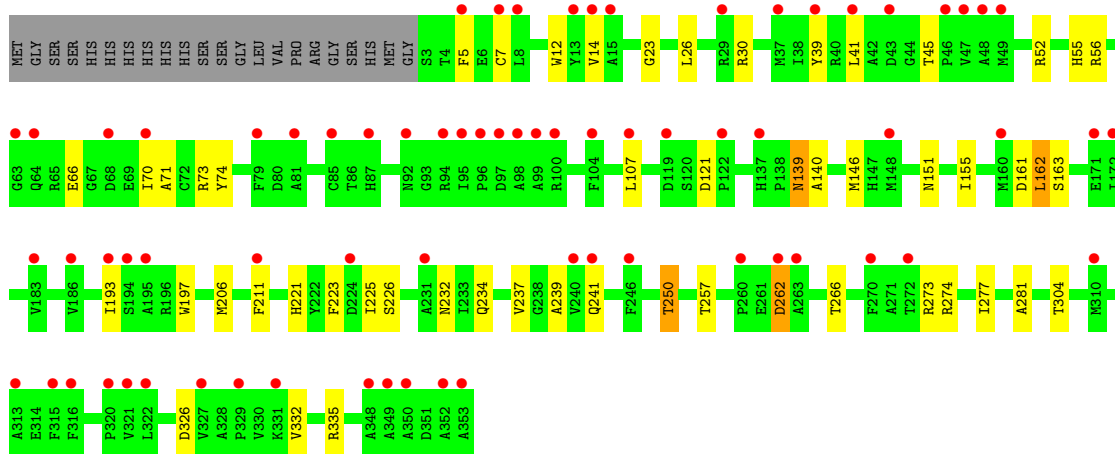 MET GLY SER SER HIS HIS HIS HIS HIS HIS SER SER GLY LEU VAL PRO ARG GLY SER HIS MET GLY S3 T4 F5 E6 C7 L8 W12 Y13 V14 A15 G23 L26 R29 R30 M37 I38 Y39 R40 L41 A42 D43 G44 T45 P46 V47 A48 M49 R52 H55 R56
G63 Q64 R65 E66 G67 D68 E69 I70 A71 C72 R73 Y74 F79 D80 A81 C85 T86 H87 N92 G93 R94 I95 P96 D97 A98 A99 R100 F104 L107 D119 S120 D121 P122 H137 P138 N139 A140 M146 H147 M148 N151 I155 M160 D161 L162 S163 E171
V183 V186 I193 S194 A195 R196 W197 M206 F211 H221 Y222 F223 D224 I225 S226 A231 N232 I233 Q234 V237 G238 A239 V240 Q241 F246 T250 T257 P260 E261 D262 A263 T266 F270 A271 T272 R273 R274 I277 A281 T304 M310
A313 E314 F315 F316 P320 V321 L322 D326 V327 A328 P329 V330 K331 V332 R335 A348 A349 A350 D351 A352 A353